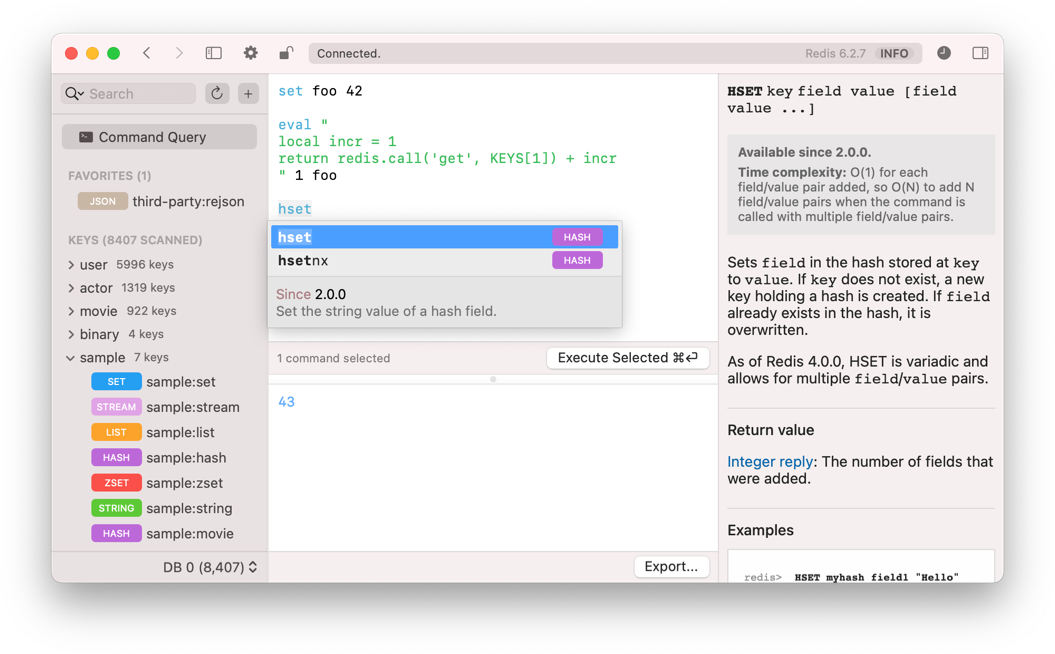 Connected.
Redis 6.2.7 INFO
Search
Command Query
FAVORITES (1)
JSON third-party:rejson
KEYS (8407 SCANNED)
user 5996 keys
actor 1319 keys
movie 922 keys
binary 4 keys
sample 7 keys
SET sample:set
STREAM sample:stream
LIST sample:list
HASH sample:hash
ZSET sample:zset
STRING sample:string
HASH sample:movie
DB 0 (8,407)
set foo 42
eval "
local incr = 1
return redis.call('get', KEYS[1]) + incr
" 1 foo
hset
hset HASH
hsetnx HASH
Since 2.0.0
Set the string value of a hash field.
1 command selected
Execute Selected ⌘↩
43
Export...
HSET key field value [field
value ...]
Available since 2.0.0.
Time complexity: O(1) for each
field/value pair added, so O(N) to add N
field/value pairs when the command is
called with multiple field/value pairs.
Sets field in the hash stored at key
to value. If key does not exist, a new
key holding a hash is created. If field
already exists in the hash, it is
overwritten.
As of Redis 4.0.0, HSET is variadic and
allows for multiple field/value pairs.
Return value
Integer reply: The number of fields that
were added.
Examples
redis> HSET myhash field1 "Hello"